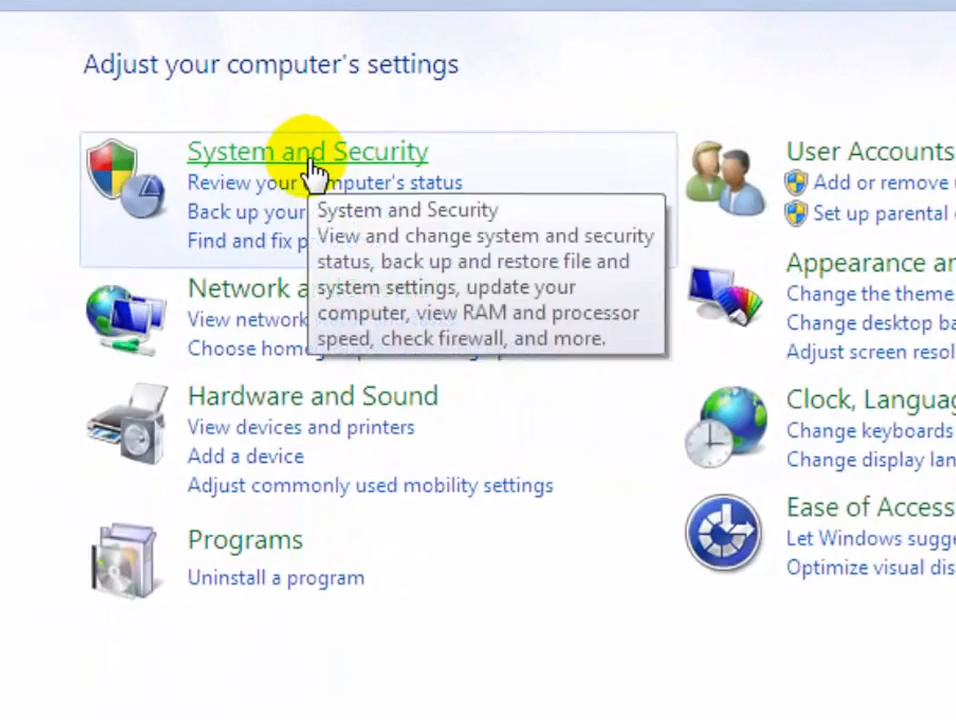 Adjust your computer's settings
System and Security
Review your computer's status
Back up your
Find and fix p
System and Security
View and change system and security
status, back up and restore file and
system settings, update your
computer, view RAM and processor
speed, check firewall, and more.
Network a
View network
Choose home
Hardware and Sound
View devices and printers
Add a device
Adjust commonly used mobility settings
Programs
Uninstall a program
User Accounts
Add or remove
Set up parental
Appearance an
Change the theme
Change desktop ba
Adjust screen resol
Clock, Languag
Change keyboards
Change display lan
Ease of Access
Let Windows sugge
Optimize visual dis